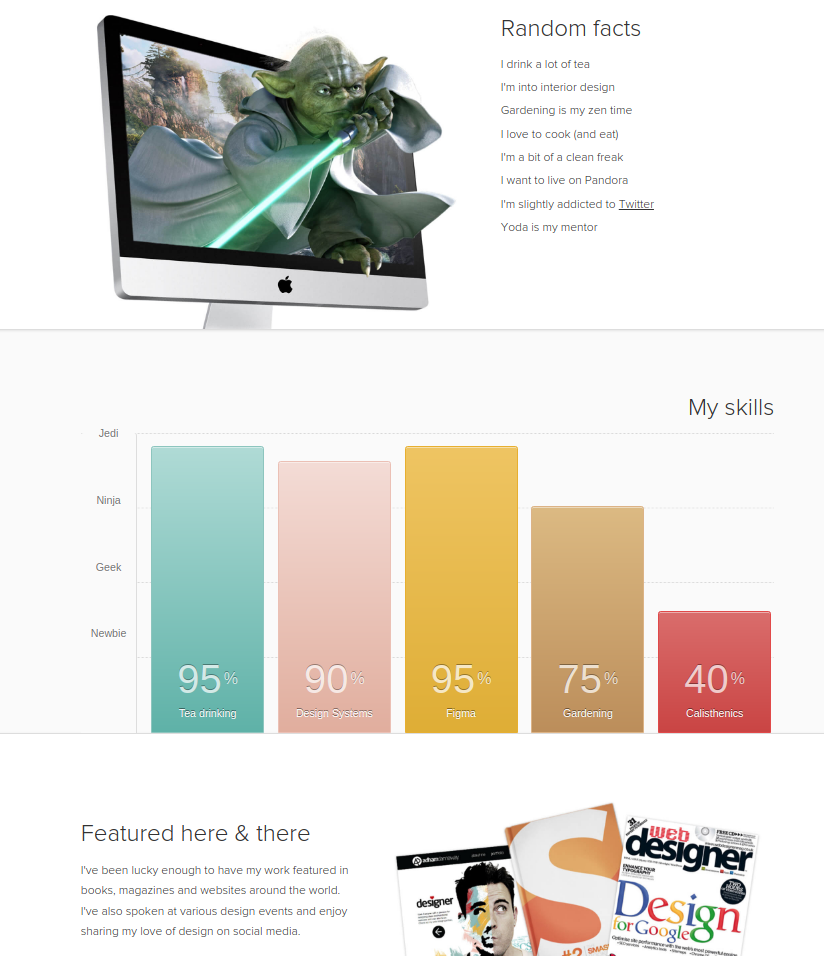 Random facts
I drink a lot of tea
I'm into interior design
Gardening is my zen time
I love to cook (and eat)
I'm a bit of a clean freak
I want to live on Pandora
I'm slightly addicted to Twitter
Yoda is my mentor
My skills
Jedi
Ninja
Geek
Newbie
95%
Tea drinking
90%
Design Systems
95%
Figma
75%
Gardening
40%
Calisthenics
Featured here & there
I've been lucky enough to have my work featured in
books, magazines and websites around the world.
I've also spoken at various design events and enjoy
sharing my love of design on social media.
designer
S
#2
SMAS
web
designer
ENHANCE YOUR
TYPOGRAPHY
Design
for Google